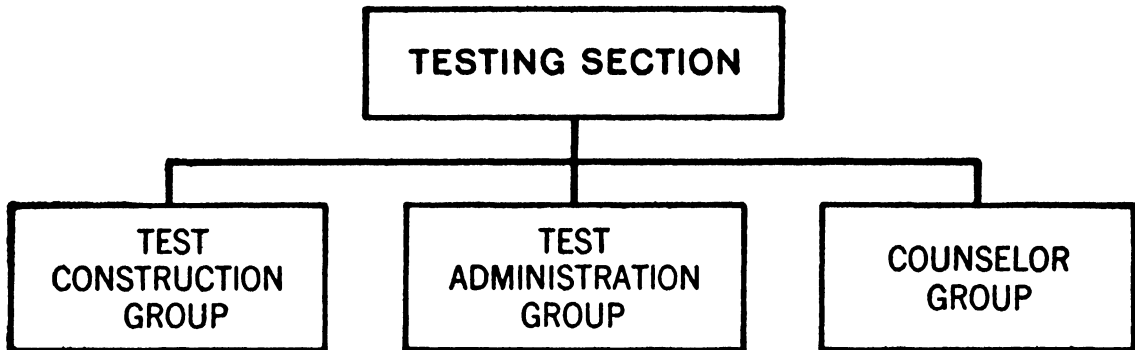 TESTING SECTION
TEST
CONSTRUCTION
GROUP
TEST
ADMINISTRATION
GROUP
COUNSELOR
GROUP